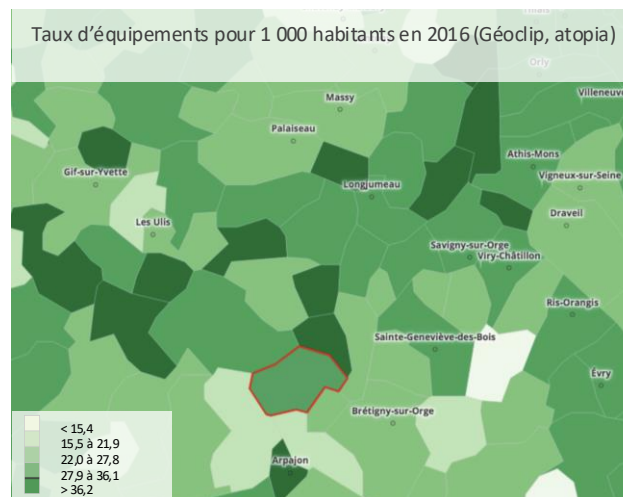 Taux d’équipements pour 1 000 habitants en 2016 (Géoclip, atopia)
Orly
Villeneuve
Massy
Palaiseau
Athis-Mons
Gif-sur-Yvette
Longjumeau
Vigneux-sur-Seine
Draveil
Les Ulis
Savigny-sur-Orge
Viry-Châtillon
Ris-Orangis
Sainte-Geneviève-des-Bois
Évry
Brétigny-sur-Orge
Arpajon
< 15,4
15,5 à 21,9
22,0 à 27,8
27,9 à 36,1
> 36,2